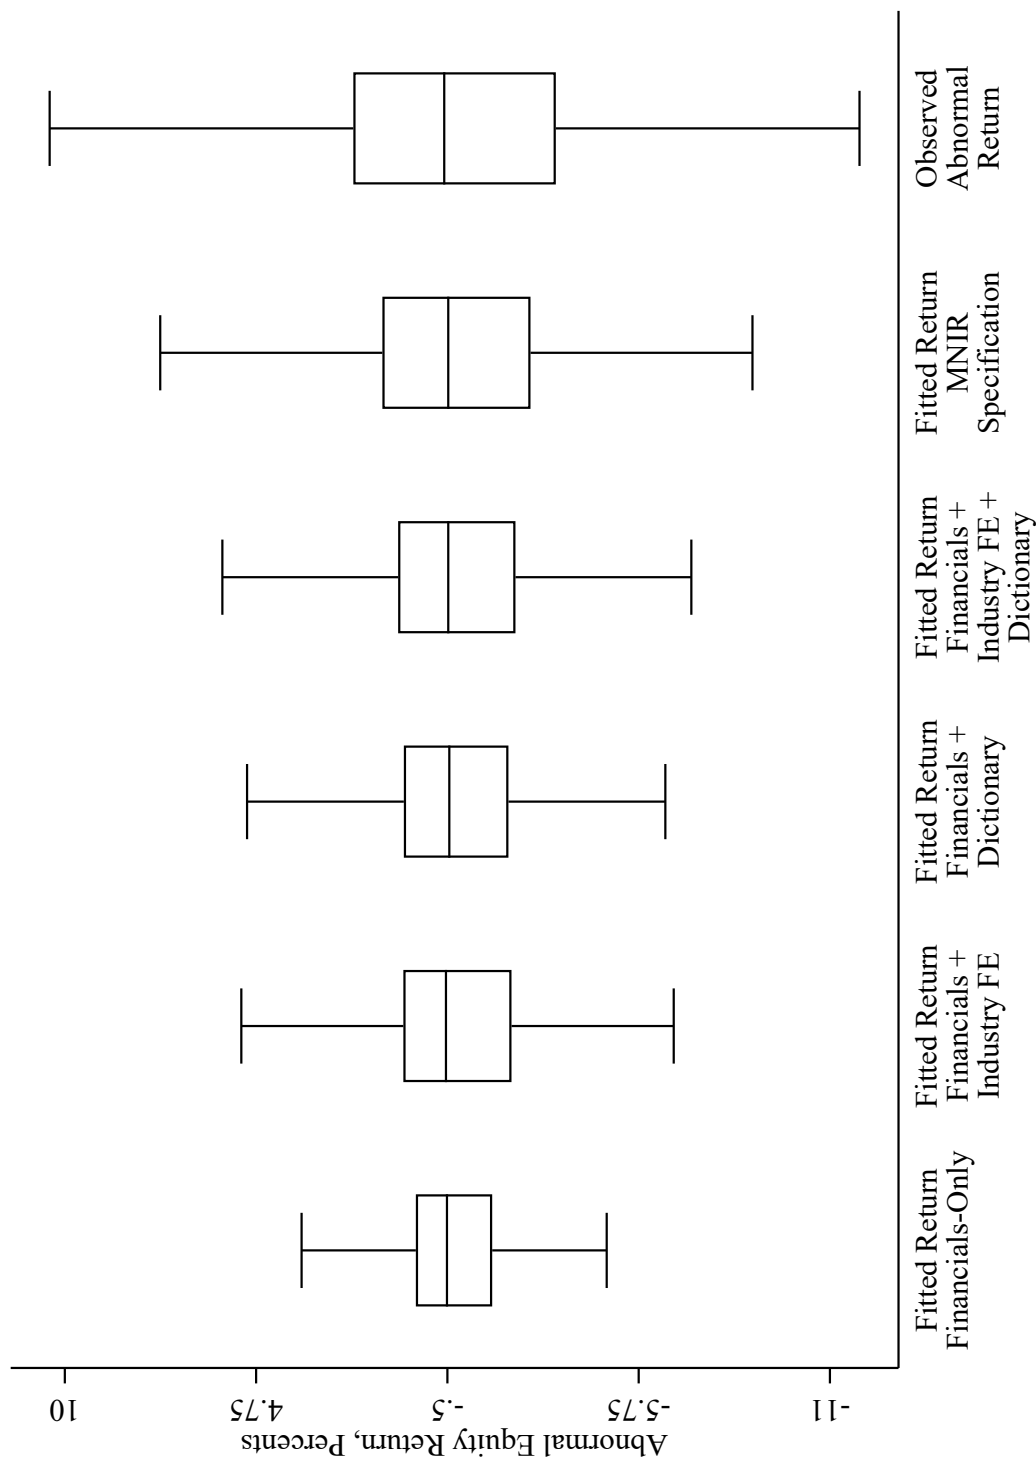 Abnormal Equity Return, Percents
10
4.75
-.5
-5.75
-11
Fitted Return
Financials-Only
Fitted Return
Financials +
Industry FE
Fitted Return
Financials +
Dictionary
Fitted Return
Financials +
Industry FE +
Dictionary
Fitted Return
MNIR
Specification
Observed
Abnormal
Return